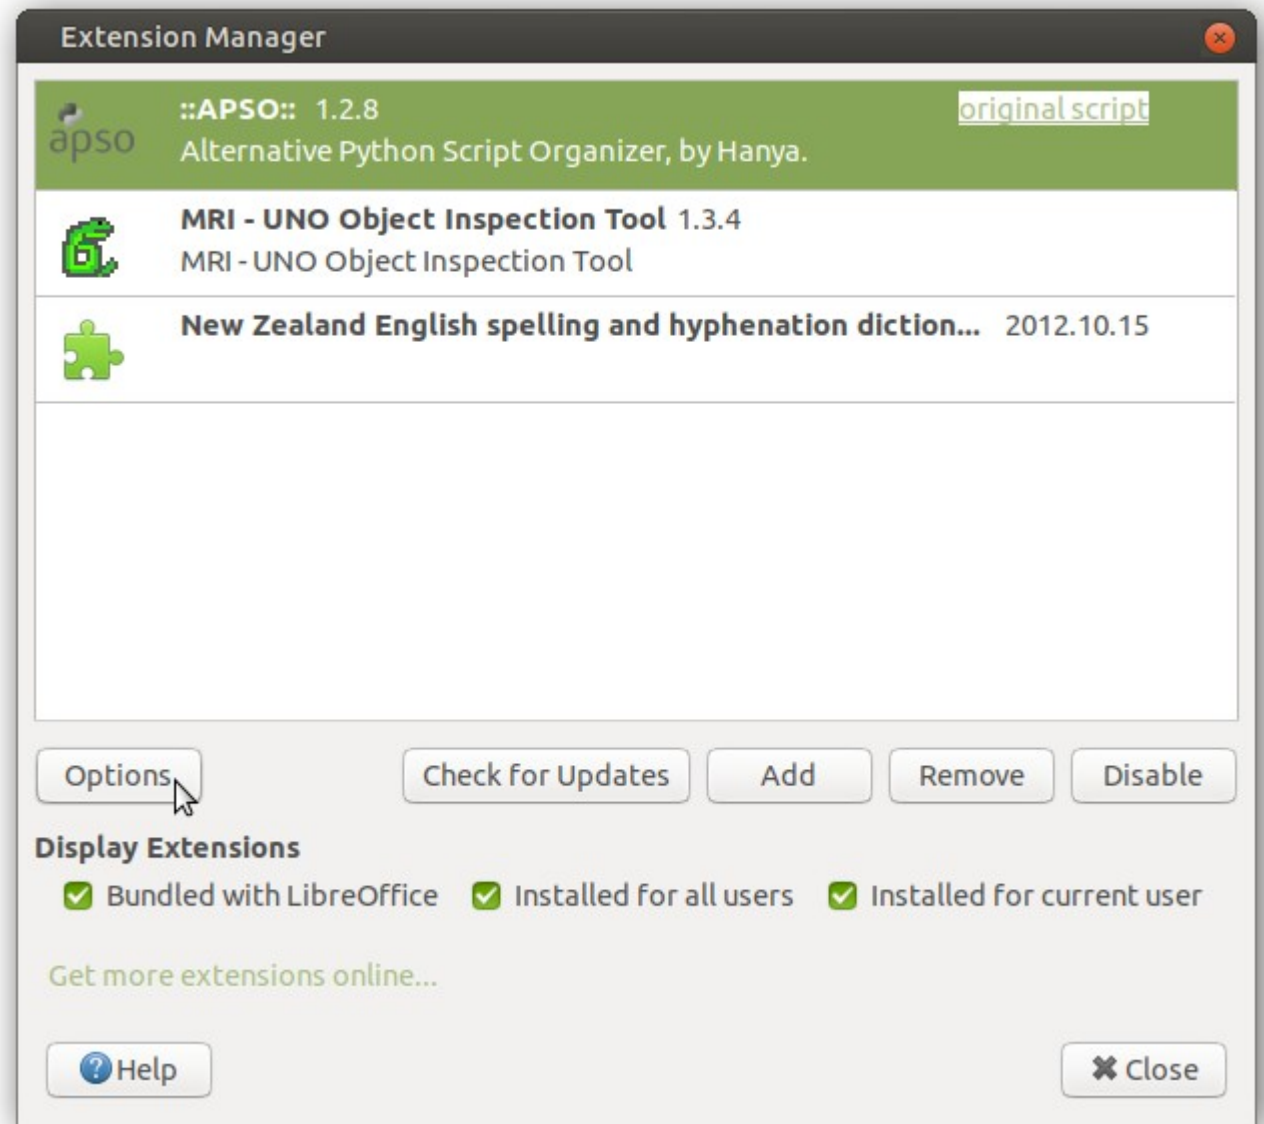 Extension Manager
::APSO:: 1.2.8 original script
apso
Alternative Python Script Organizer, by Hanya.
MRI - UNO Object Inspection Tool 1.3.4
MRI - UNO Object Inspection Tool
New Zealand English spelling and hyphenation diction... 2012.10.15
Options Check for Updates Add Remove Disable
Display Extensions
Bundled with LibreOffice Installed for all users Installed for current user
Get more extensions online...
Help Close